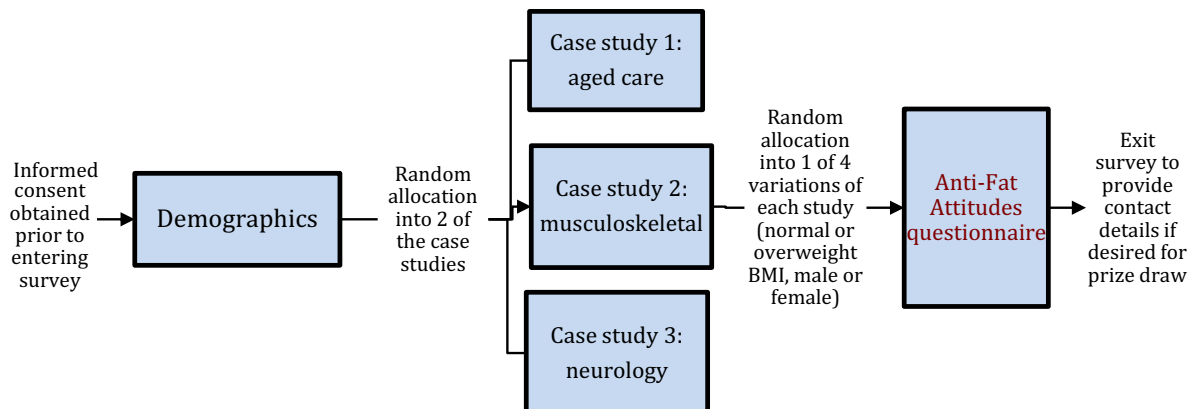 Informed
consent
obtained
prior to
entering
survey
Demographics
Random
allocation
into 2 of
the case
studies
Case study 1:
aged care
Case study 2:
musculoskeletal
Case study 3:
neurology
Random
allocation
into 1 of 4
variations of
each study
(normal or
overweight
BMI, male or
female)
Anti-Fat
Attitudes
questionnaire
Exit
survey to
provide
contact
details if
desired for
prize draw